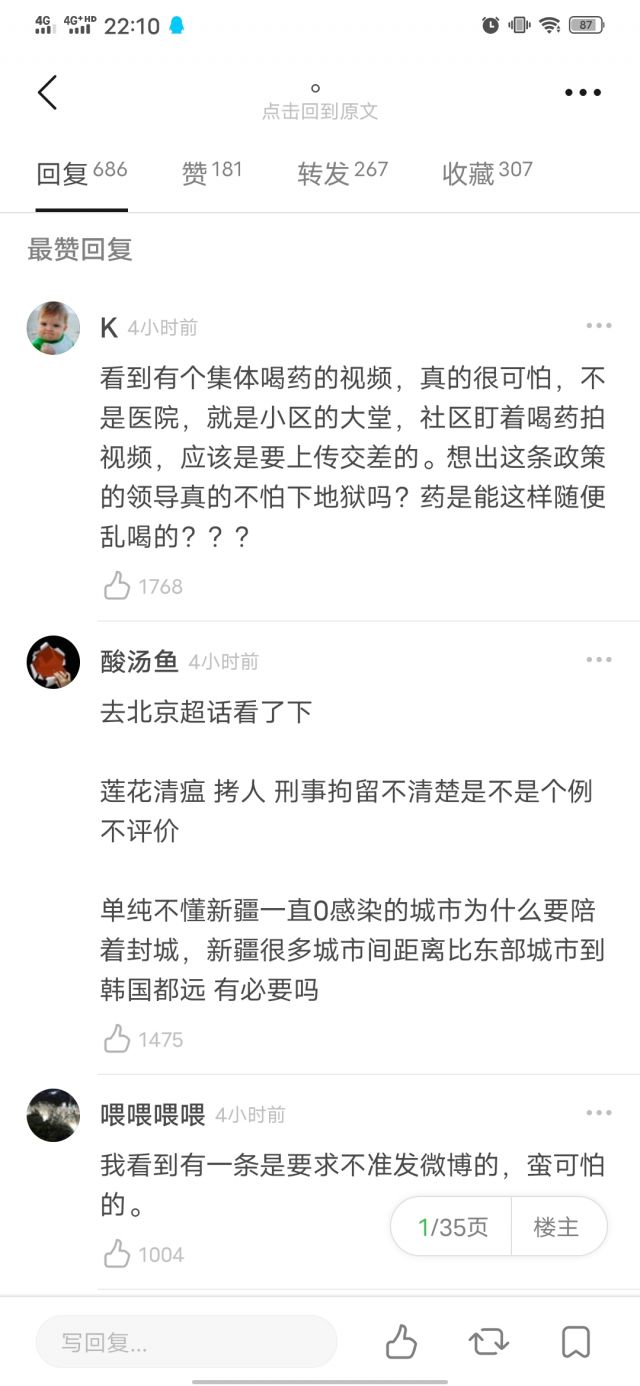 4G 4G+HD 22:10 87
点击回到原文
回复 686 赞 181 转发 267 收藏 307
最赞回复
K 4小时前
看到有个集体喝药的视频，真的很可怕，不
是医院，就是小区的大堂，社区盯着喝药拍
视频，应该是要上传交差的。想出这条政策
的领导真的不怕下地狱吗？药是能这样随便
乱喝的？？？
1768
酸汤鱼 4小时前
去北京超话看了下
莲花清瘟 拷人 刑事拘留不清楚是不是个例
不评价
单纯不懂新疆一直0感染的城市为什么要陪
着封城，新疆很多城市间距离比东部城市到
韩国都远 有必要吗
1475
喂喂喂喂 4小时前
我看到有一条是要求不准发微博的，蛮可怕
的。
1004
1/35页 楼主
写回复...